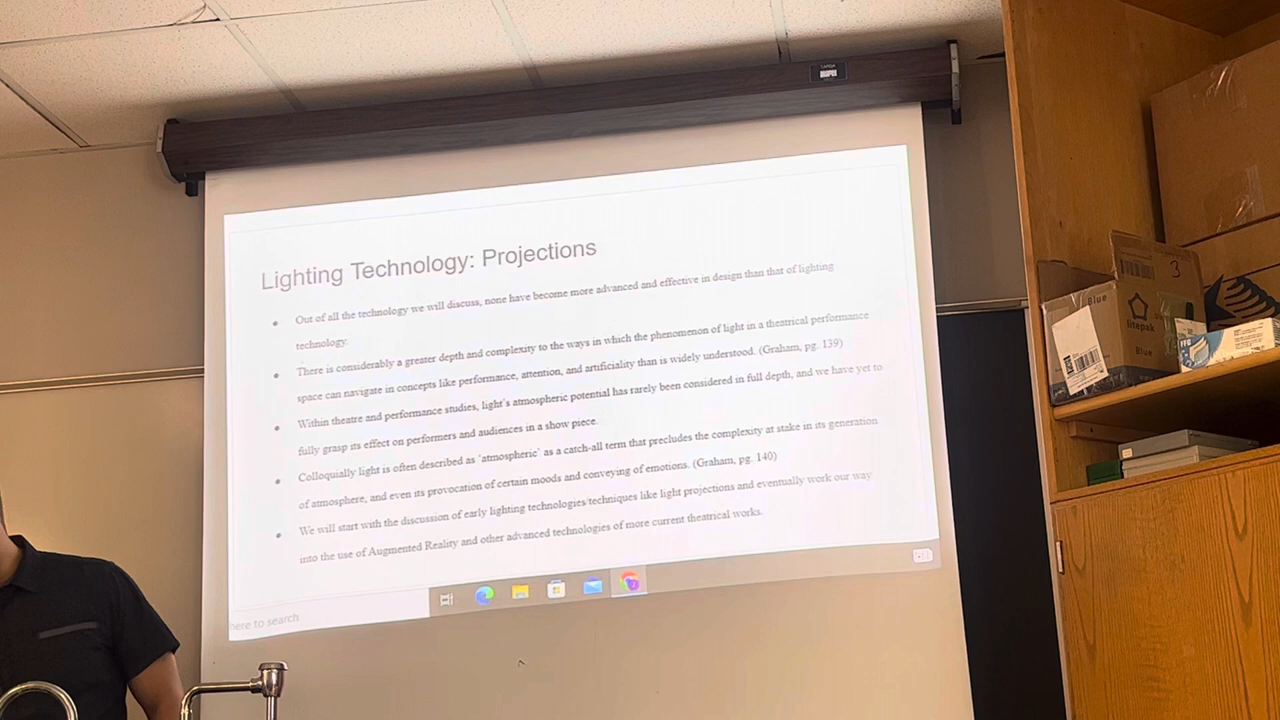 Lighting Technology: Projections
Out of all the technology we will discuss, none have become more advanced and effective in design than that of lighting
technology.
There is considerably a greater depth and complexity to the ways in which the phenomenon of light in a theatrical performance
space can navigate in concepts like performance, attention, and artificiality than is widely understood. (Graham, pg. 139)
Within theatre and performance studies, light's atmospheric potential has rarely been considered in full depth, and we have yet to
fully grasp its effect on performers and audiences in a show piece.
Colloquially light is often described as 'atmospheric' as a catch-all term that precludes the complexity at stake in its generation
of atmosphere, and even its provocation of certain moods and conveying of emotions. (Graham, pg. 140)
We will start with the discussion of early lighting technologies/techniques like light projections and eventually work our way
into the use of Augmented Reality and other advanced technologies of more current theatrical works.
here to search
3
Blue
litepak
Blue